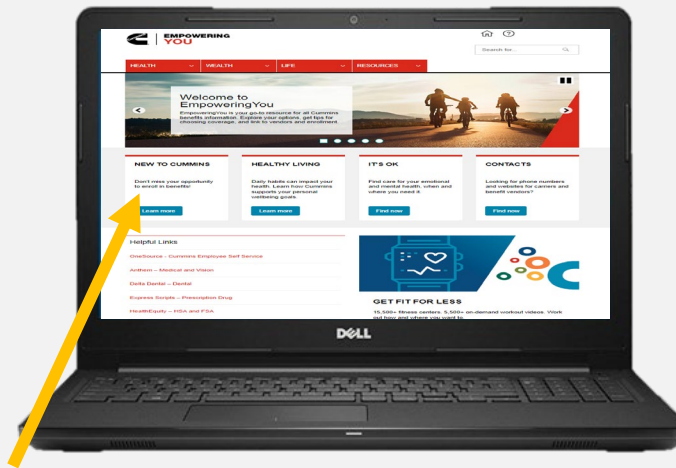 EMPOWERING
YOU
Search for..
HEALTH WEALTH LIFE RESOURCES
Welcome to
EmpoweringYou
EmpoweringYou is your go-to resource for all Cummins
benefits information. Explore your options, get tips for
choosing coverage, and link to vendors and enrollment.
NEW TO CUMMINS
Don't miss your opportunity
to enroll in benefits!
Learn more
HEALTHY LIVING
Daily habits can impact your
health. Learn how Cummins
supports your personal
wellbeing goals.
Learn more
IT'S OK
Find care for your emotional
and mental health, when and
where you need it.
Find now
CONTACTS
Looking for phone numbers
and websites for carriers and
benefit vendors?
Find now
Helpful Links
OneSource - Cummins Employee Self Service
Anthem – Medical and Vision
Delta Dental – Dental
Express Scripts – Prescription Drug
HealthEquity – HSA and FSA
GET FIT FOR LESS
15,500+ fitness centers. 5,500+ on-demand workout videos. Work
out how and where you want to.
DELL